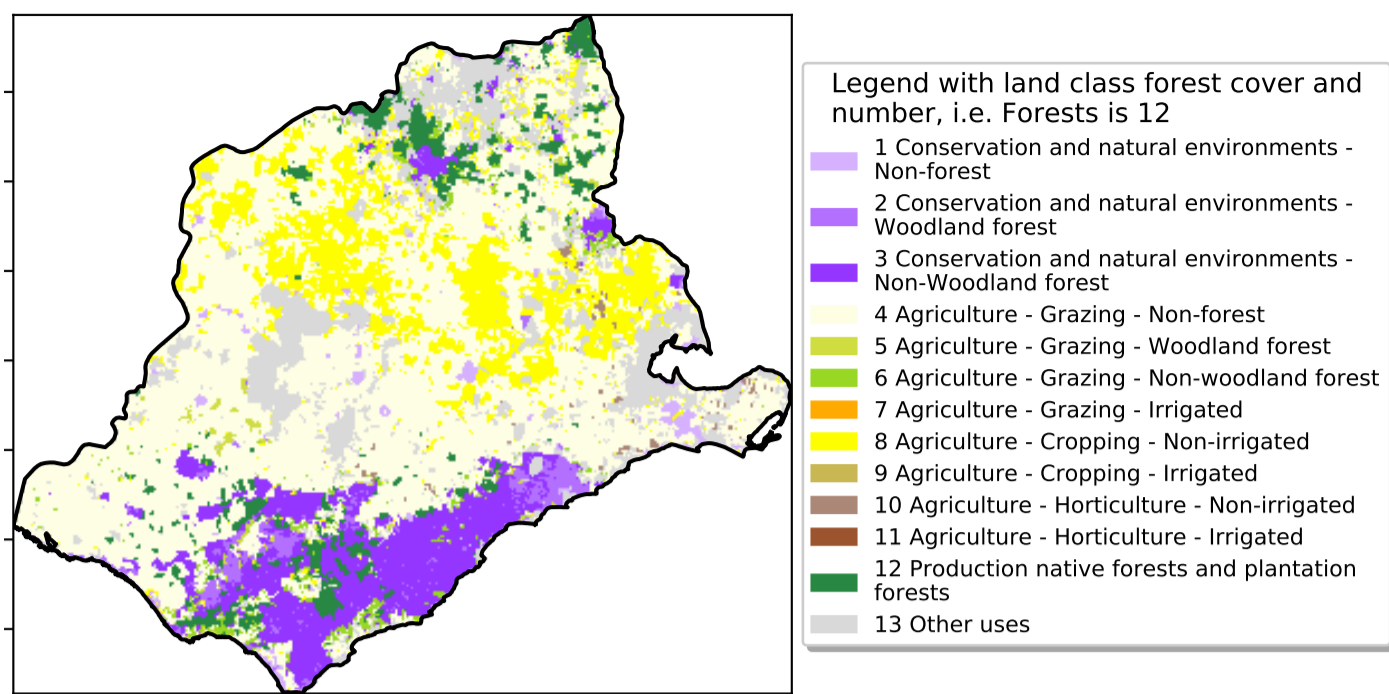 Legend with land class forest cover and
number, i.e. Forests is 12
1 Conservation and natural environments -
Non-forest
2 Conservation and natural environments -
Woodland forest
3 Conservation and natural environments -
Non-Woodland forest
4 Agriculture - Grazing - Non-forest
5 Agriculture - Grazing - Woodland forest
6 Agriculture - Grazing - Non-woodland forest
7 Agriculture - Grazing - Irrigated
8 Agriculture - Cropping - Non-irrigated
9 Agriculture - Cropping - Irrigated
10 Agriculture - Horticulture - Non-irrigated
11 Agriculture - Horticulture - Irrigated
12 Production native forests and plantation
forests
13 Other uses